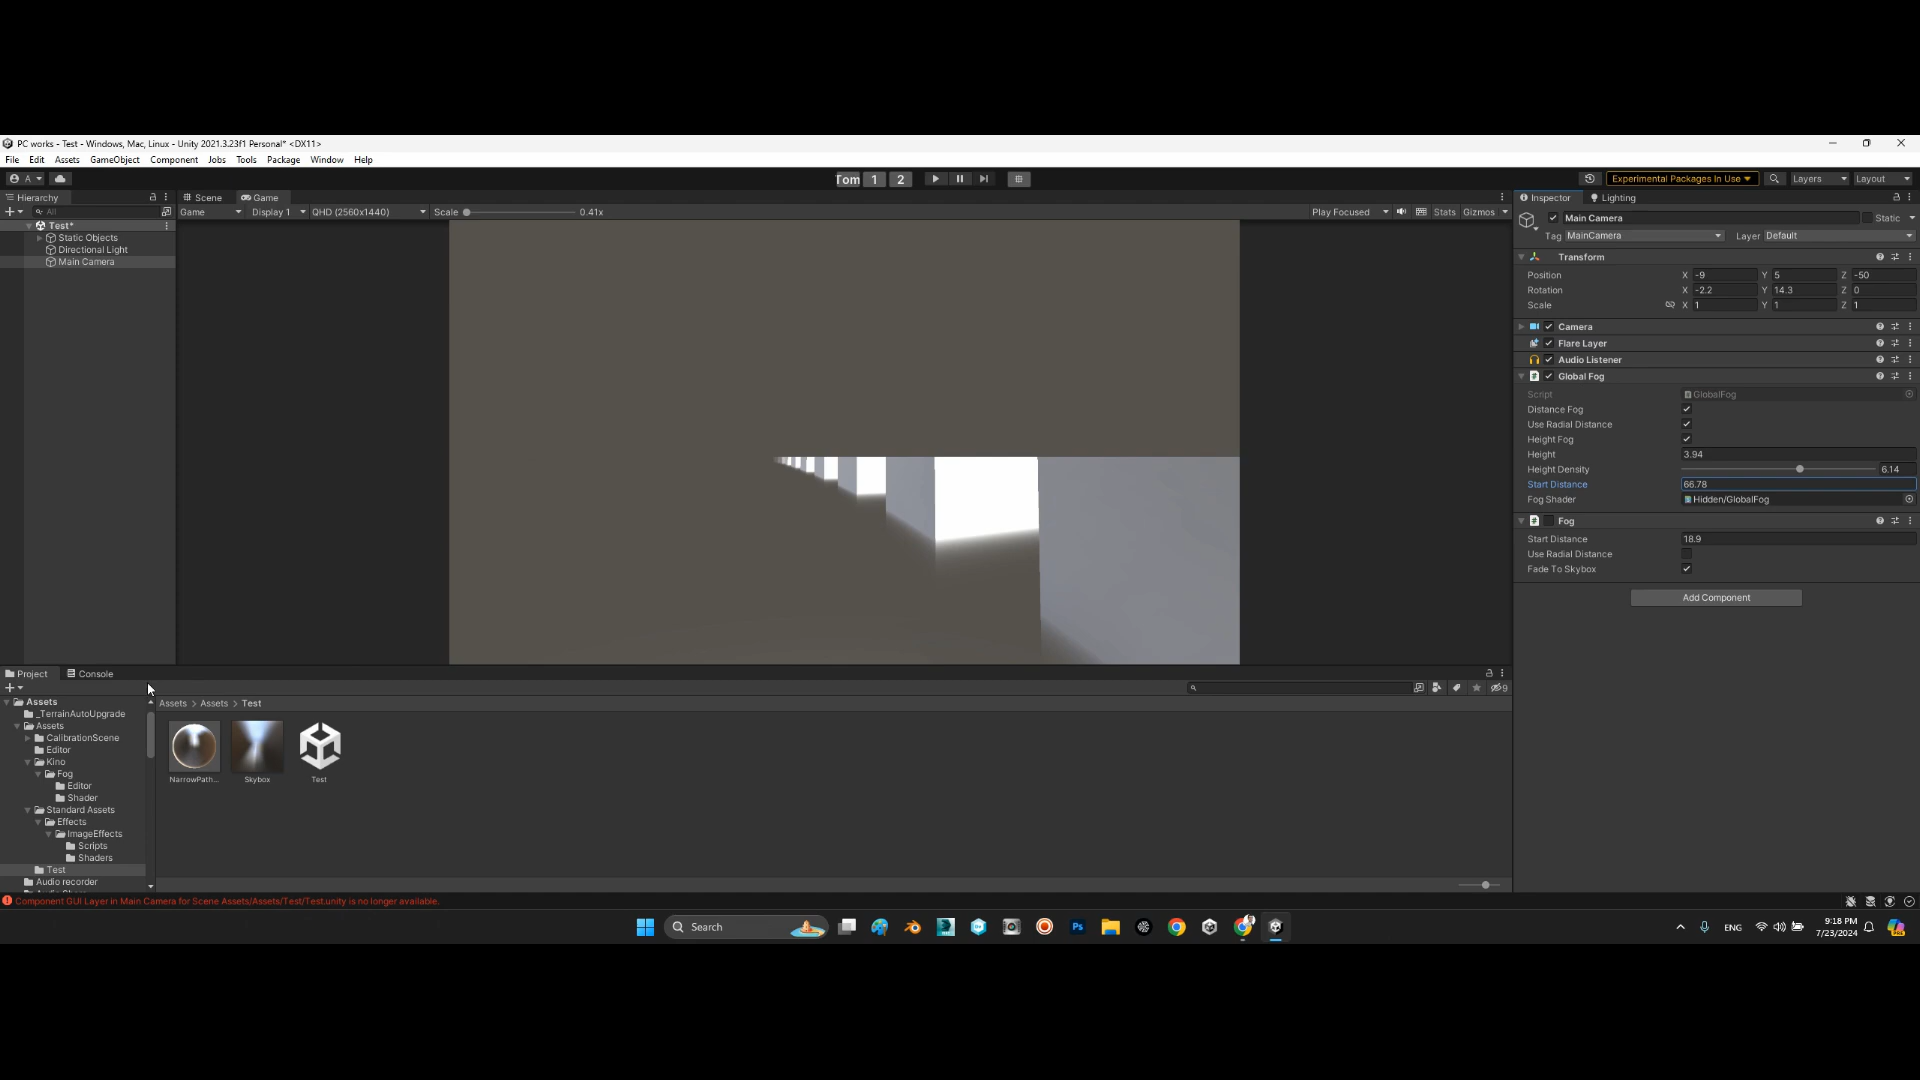 PC works - Test - Windows, Mac, Linux - Unity 2021.3.23f1 Personal* <DX11>
File Edit Assets GameObject Component Jobs Tools Package Window Help
A Tom 1 2 Experimental Packages In Use Layers Layout
Hierarchy Scene Game Inspector Lighting
All Game Display 1 QHD (2560x1440) Scale 0.41x Play Focused Stats Gizmos
Test*
Static Objects
Directional Light
Main Camera
Main Camera Static
Tag MainCamera Layer Default
Transform
Position X -9 Y 5 Z -50
Rotation X -2.2 Y 14.3 Z 0
Scale X 1 Y 1 Z 1
Camera
Flare Layer
Audio Listener
Global Fog
Script GlobalFog
Distance Fog
Use Radial Distance
Height Fog
Height 3.94
Height Density 6.14
Start Distance 66.78
Fog Shader Hidden/GlobalFog
Fog
Start Distance 18.9
Use Radial Distance
Fade To Skybox
Add Component
Project Console
9
Assets
_TerrainAutoUpgrade
Assets
CalibrationScene
Editor
Kino
Fog
Editor
Shader
Standard Assets
Effects
ImageEffects
Scripts
Shaders
Test
Audio recorder
Assets > Assets > Test
NarrowPath... Skybox Test
Component GUI Layer in Main Camera for Scene Assets/Assets/Test/Test.unity is no longer available.
Search Ps ENG 9:18 PM
7/23/2024
PRE